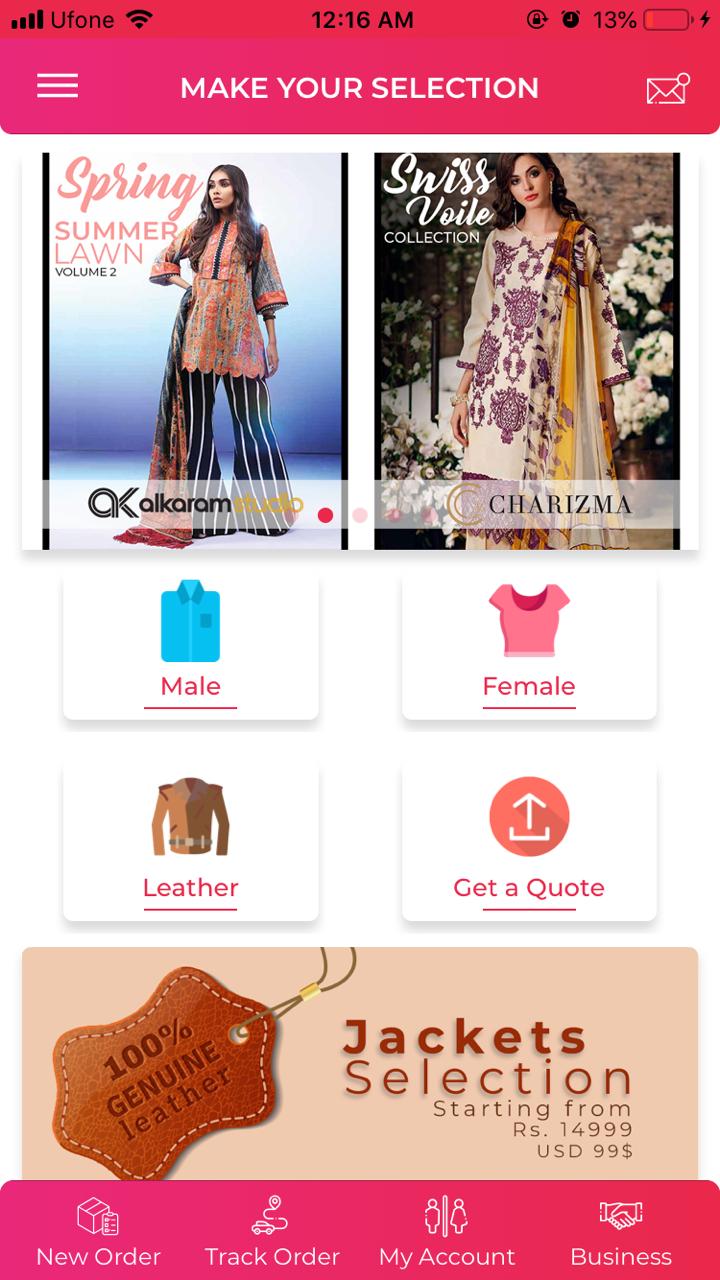 Ufone
12:16 AM
13%
MAKE YOUR SELECTION
Spring
SUMMER
LAWN
VOLUME 2
AK alkaram studio
Swiss
Voile
COLLECTION
CHARIZMA
Male
Female
Leather
Get a Quote
100%
GENUINE
leather
Jackets
Selection
Starting from
Rs. 14999
USD 99$
New Order
Track Order
My Account
Business